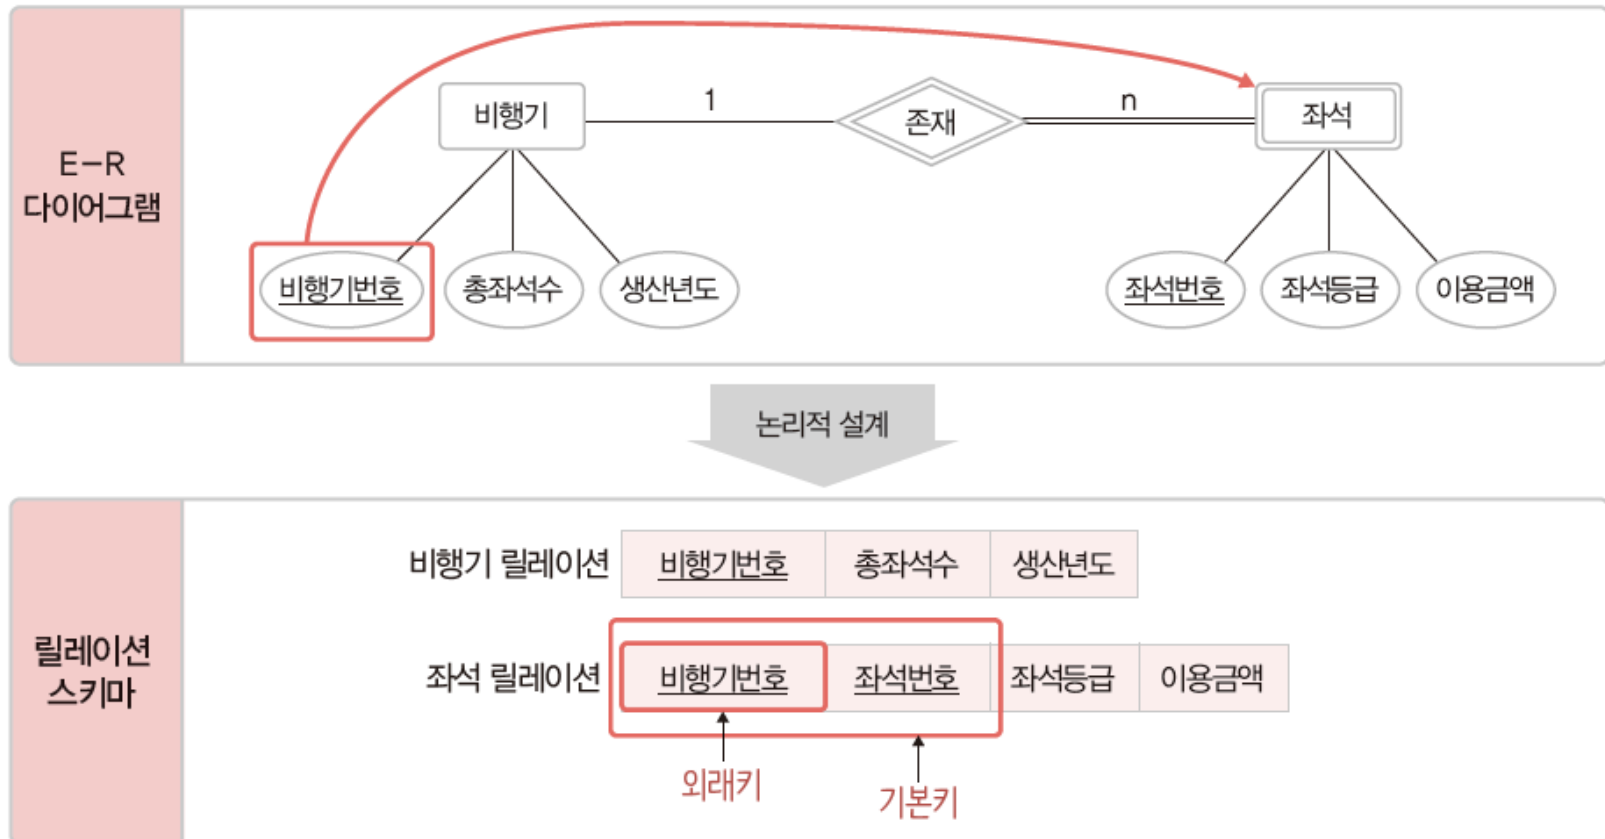 E-R
다이어그램
비행기
1
존재
n
좌석
비행기번호
총좌석수
생산년도
좌석번호
좌석등급
이용금액
논리적 설계
릴레이션
스키마
비행기 릴레이션
비행기번호
총좌석수
생산년도
좌석 릴레이션
비행기번호
좌석번호
좌석등급
이용금액
외래키
기본키